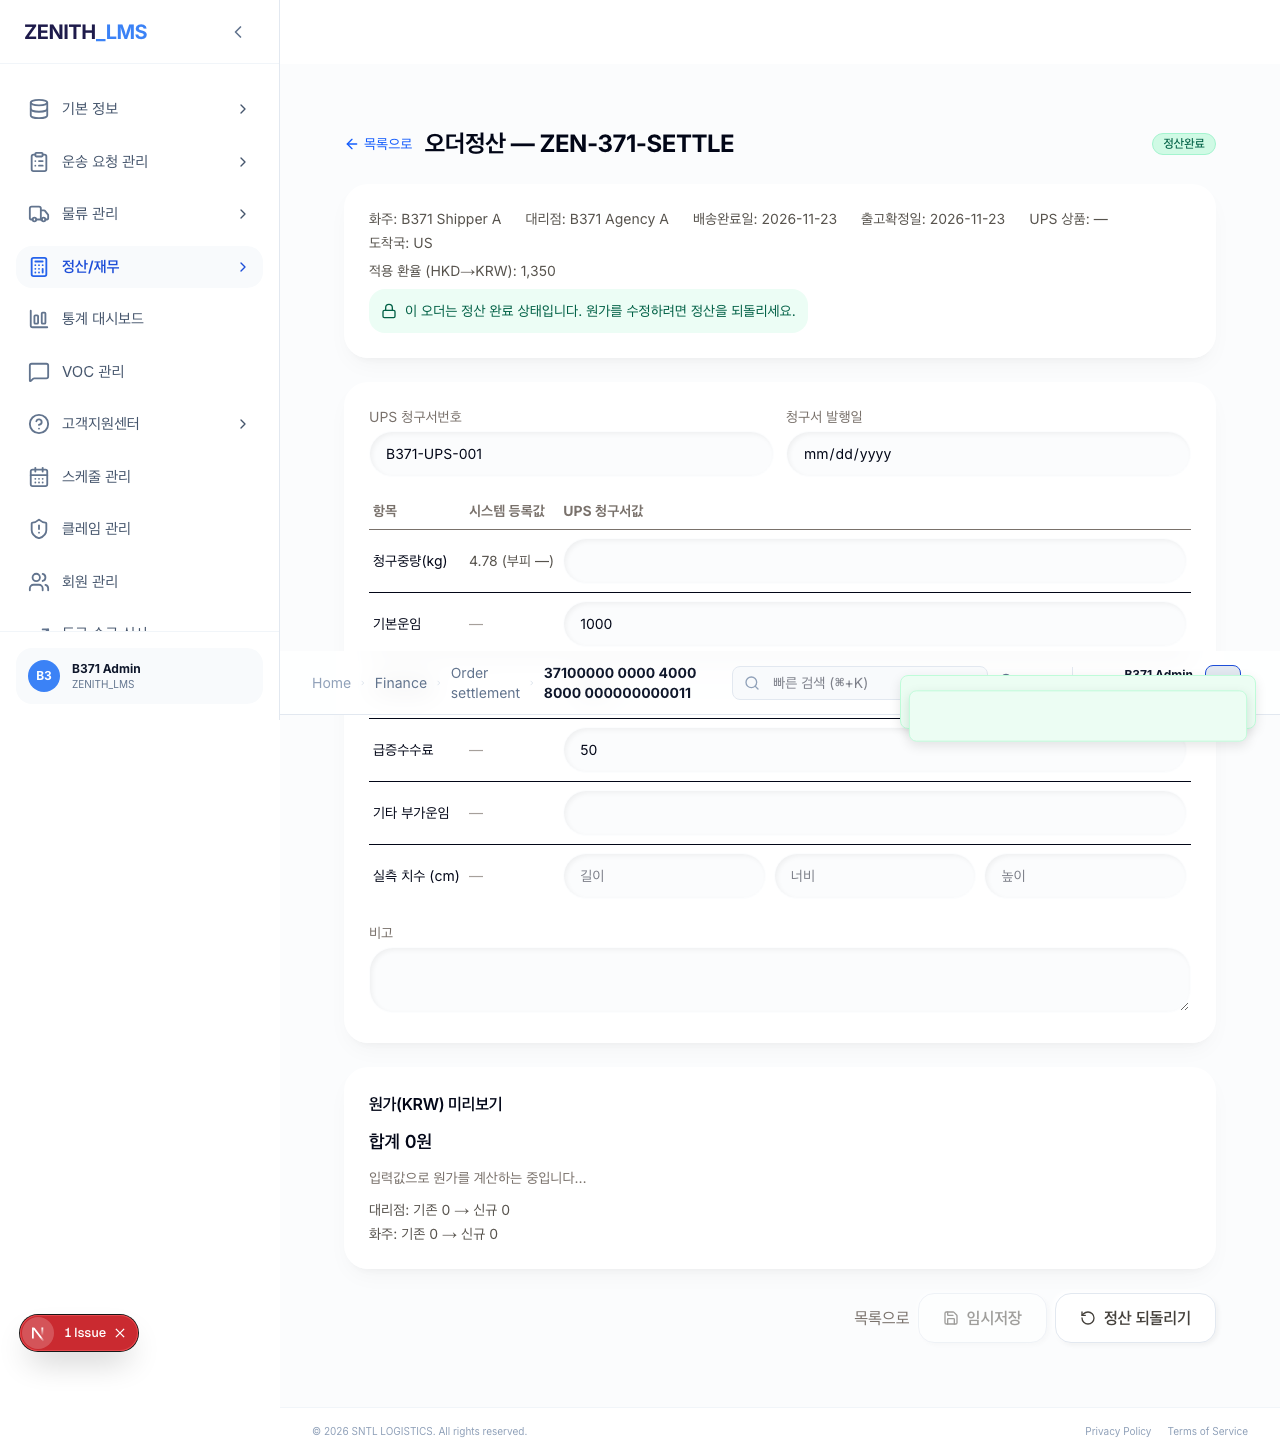 ZENITH_LMS
기본 정보
운송 요청 관리
물류 관리
정산/재무
통계 대시보드
VOC 관리
고객지원센터
스케줄 관리
클레임 관리
회원 관리
B3
B371 Admin
ZENITH_LMS
목록으로
오더정산 — ZEN-371-SETTLE
정산완료
화주: B371 Shipper A 대리점: B371 Agency A 배송완료일: 2026-11-23 출고확정일: 2026-11-23 UPS 상품: —
도착국: US
적용 환율 (HKD→KRW): 1,350
이 오더는 정산 완료 상태입니다. 원가를 수정하려면 정산을 되돌리세요.
UPS 청구서번호 청구서 발행일
B371-UPS-001 mm/dd/yyyy
항목 시스템 등록값 UPS 청구서값
청구중량(kg) 4.78 (부피 —)
기본운임 — 1000
Home Finance Order settlement 37100000 0000 4000 8000 000000000011 빠른 검색 (⌘+K) B371 Admin
급증수수료 — 50
기타 부가운임 —
실측 치수 (cm) — 길이 너비 높이
비고
원가(KRW) 미리보기
합계 0원
입력값으로 원가를 계산하는 중입니다...
대리점: 기존 0 → 신규 0
화주: 기존 0 → 신규 0
목록으로 임시저장 정산 되돌리기
1 Issue
© 2026 SNTL LOGISTICS. All rights reserved. Privacy Policy Terms of Service